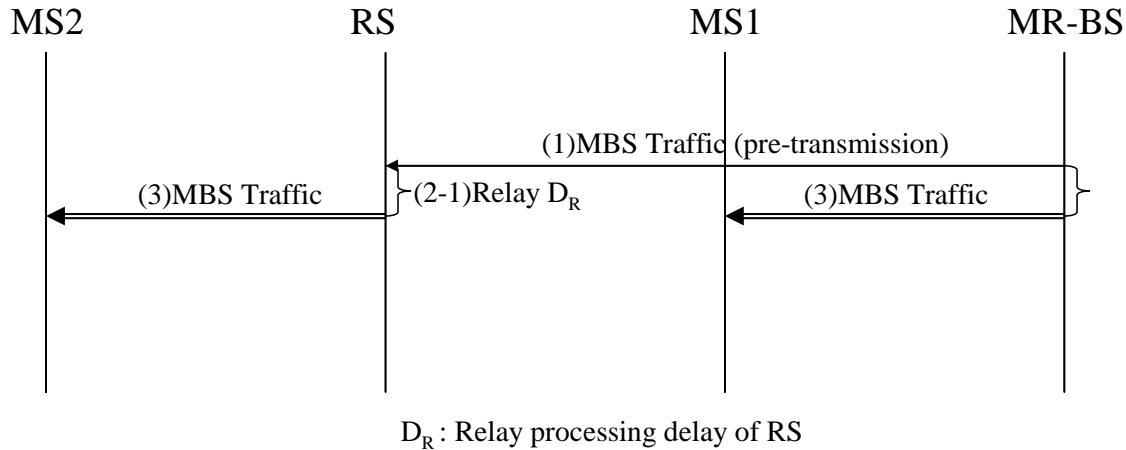 MS2 RS MS1 MR-BS
(1)MBS Traffic (pre-transmission)
(3)MBS Traffic (2-1)Relay D_R (3)MBS Traffic
D_R : Relay processing delay of RS